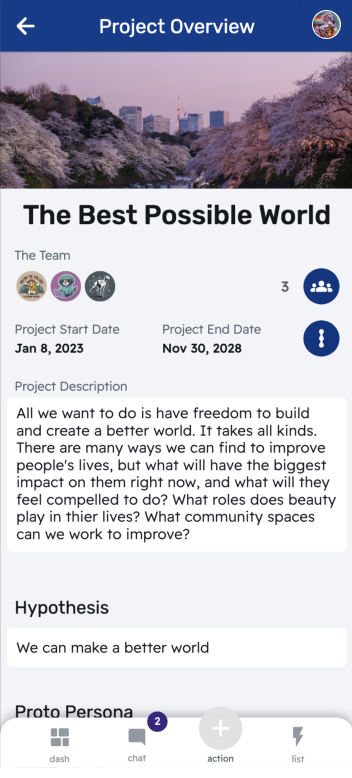 Project Overview
The Best Possible World
The Team
3
Project Start Date
Project End Date
Jan 8, 2023
Nov 30, 2028
Project Description
All we want to do is have freedom to build
and create a better world. It takes all kinds.
There are many ways we can find to improve
people's lives, but what will have the biggest
impact on them right now, and what will they
feel compelled to do? What roles does beauty
play in thier lives? What community spaces
can we work to improve?
Hypothesis
We can make a better world
Proto Persona
2
dash
chat
action
list